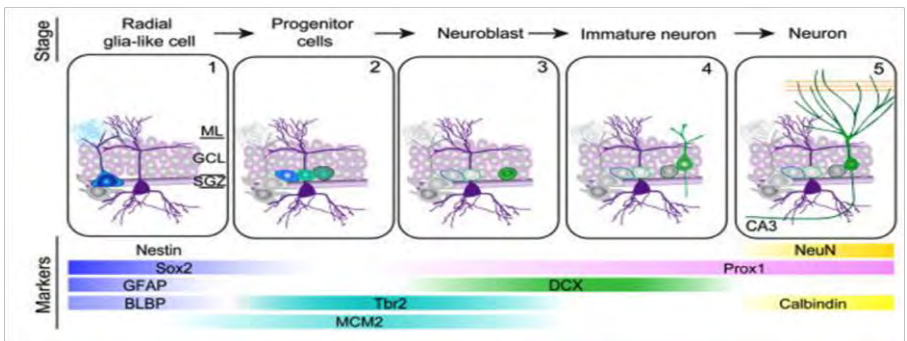 Stage
Radial glia-like cell
Progenitor cells
Neuroblast
Immature neuron
Neuron
1
2
3
4
5
ML
GCL
SGZ
CA3
Markers
Nestin
NeuN
Sox2
Prox1
GFAP
DCX
BLBP
Tbr2
Calbindin
MCM2